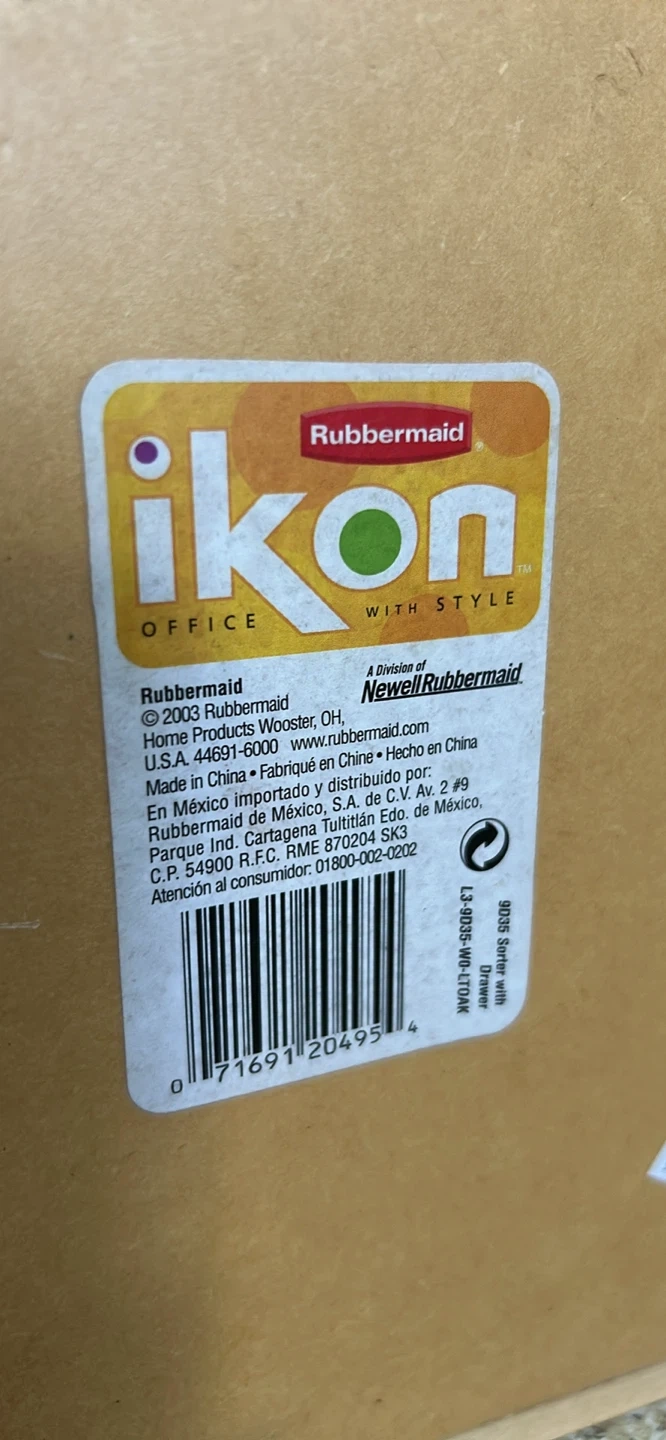 Rubbermaid
ikon™
OFFICE WITH STYLE
Rubbermaid
© 2003 Rubbermaid
Home Products Wooster, OH,
U.S.A. 44691-6000 www.rubbermaid.com
A Division of
NewellRubbermaid
Made in China • Fabriqué en Chine • Hecho en China
En México importado y distribuido por:
Rubbermaid de México, S.A. de C.V. Av. 2 #9
Parque Ind. Cartagena Tultitlán Edo. de México,
C.P. 54900 R.F.C. RME 870204 SK3
Atención al consumidor: 01800-002-0202
9D35 Sorter with
Drawer
L3-9D35-WO-LTOAK
0 71691 20495 4